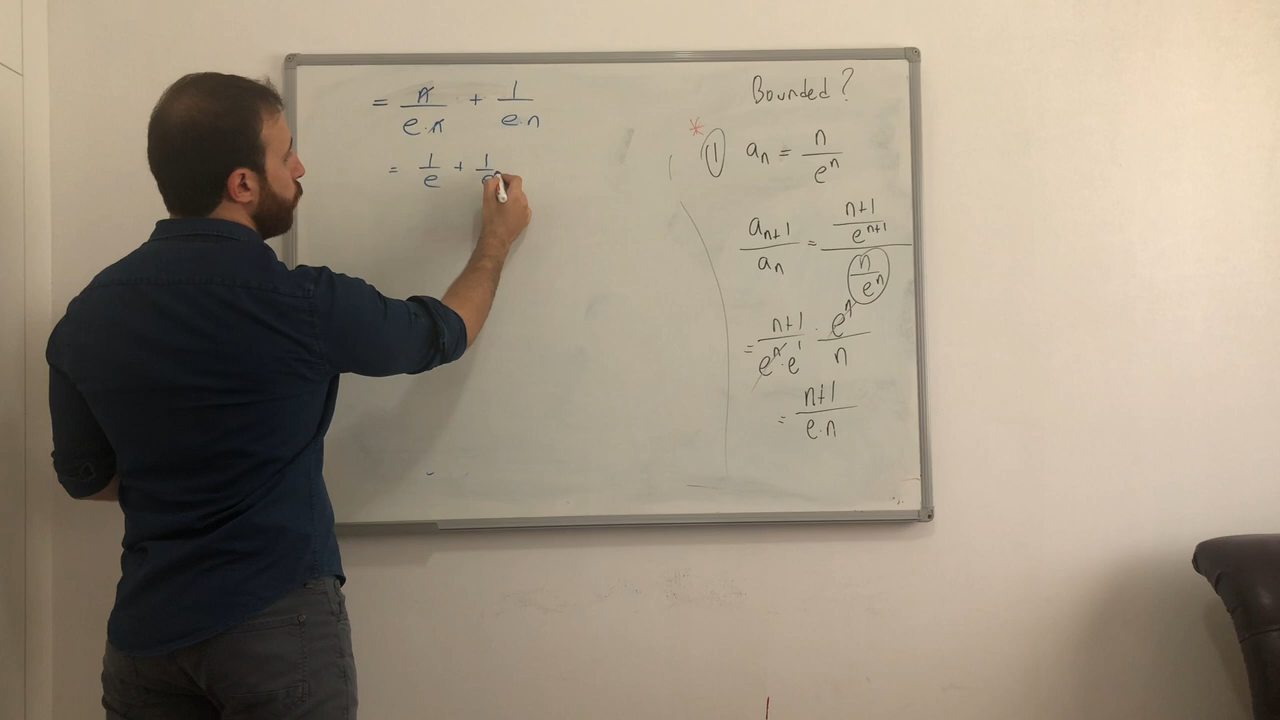 = n/(e·n) + 1/(e·n)
= 1/e + 1/e
Bounded?
* ① aₙ = n/eⁿ
aₙ₊₁/aₙ = ((n+1)/eⁿ⁺¹)/(n/eⁿ)
= (n+1)/(eⁿ·e¹) · eⁿ/n
= (n+1)/(e·n)